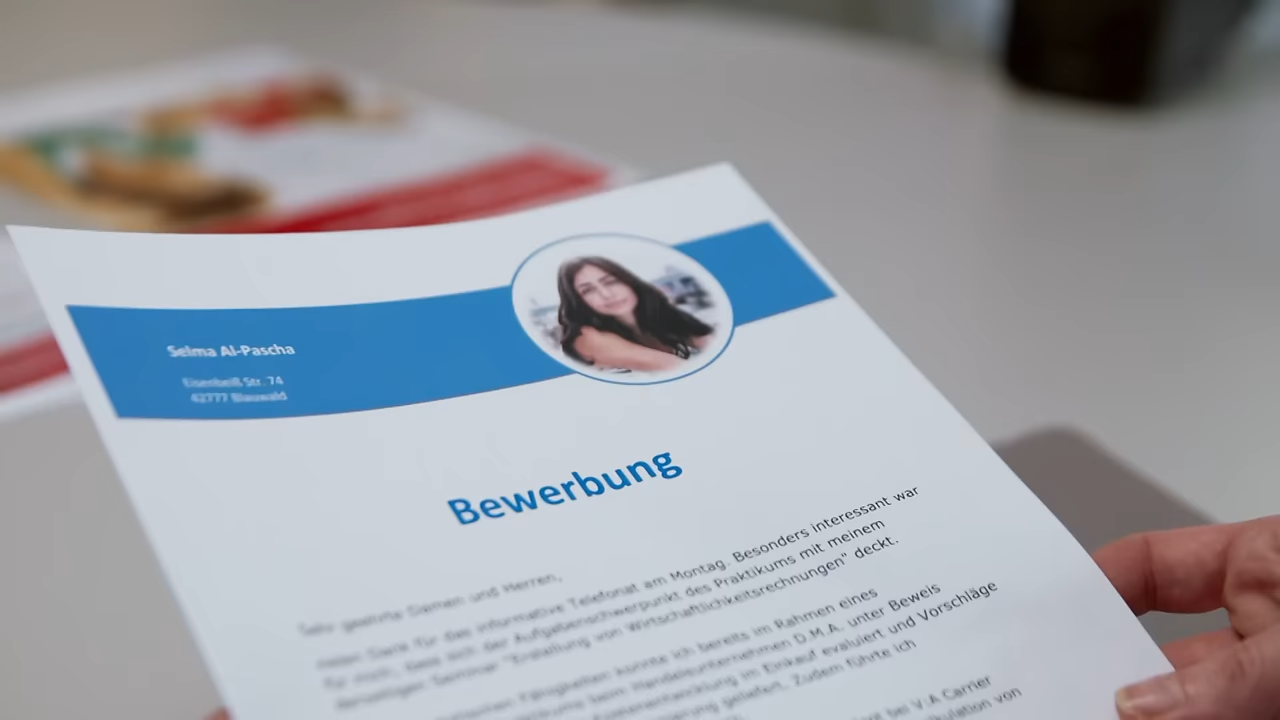 Selma Al-Pascha
Eisenbeiß Str. 74
42777 Blauwald
Bewerbung
Sehr geehrte Damen und Herren,
vielen Dank für das informative Telefonat am Montag. Besonders interessant war
für mich, dass sich der Aufgabenschwerpunkt des Praktikums mit meinem
derzeitigen Seminar "Erstellung von Wirtschaftlichkeitsrechnungen" deckt.
Fähigkeiten konnte ich bereits im Rahmen eines
beim Handelsunternehmen D.M.A. unter Beweis
im Einkauf evaluiert und Vorschläge
geliefert. Zudem führte ich
bei V.A Carrier
von